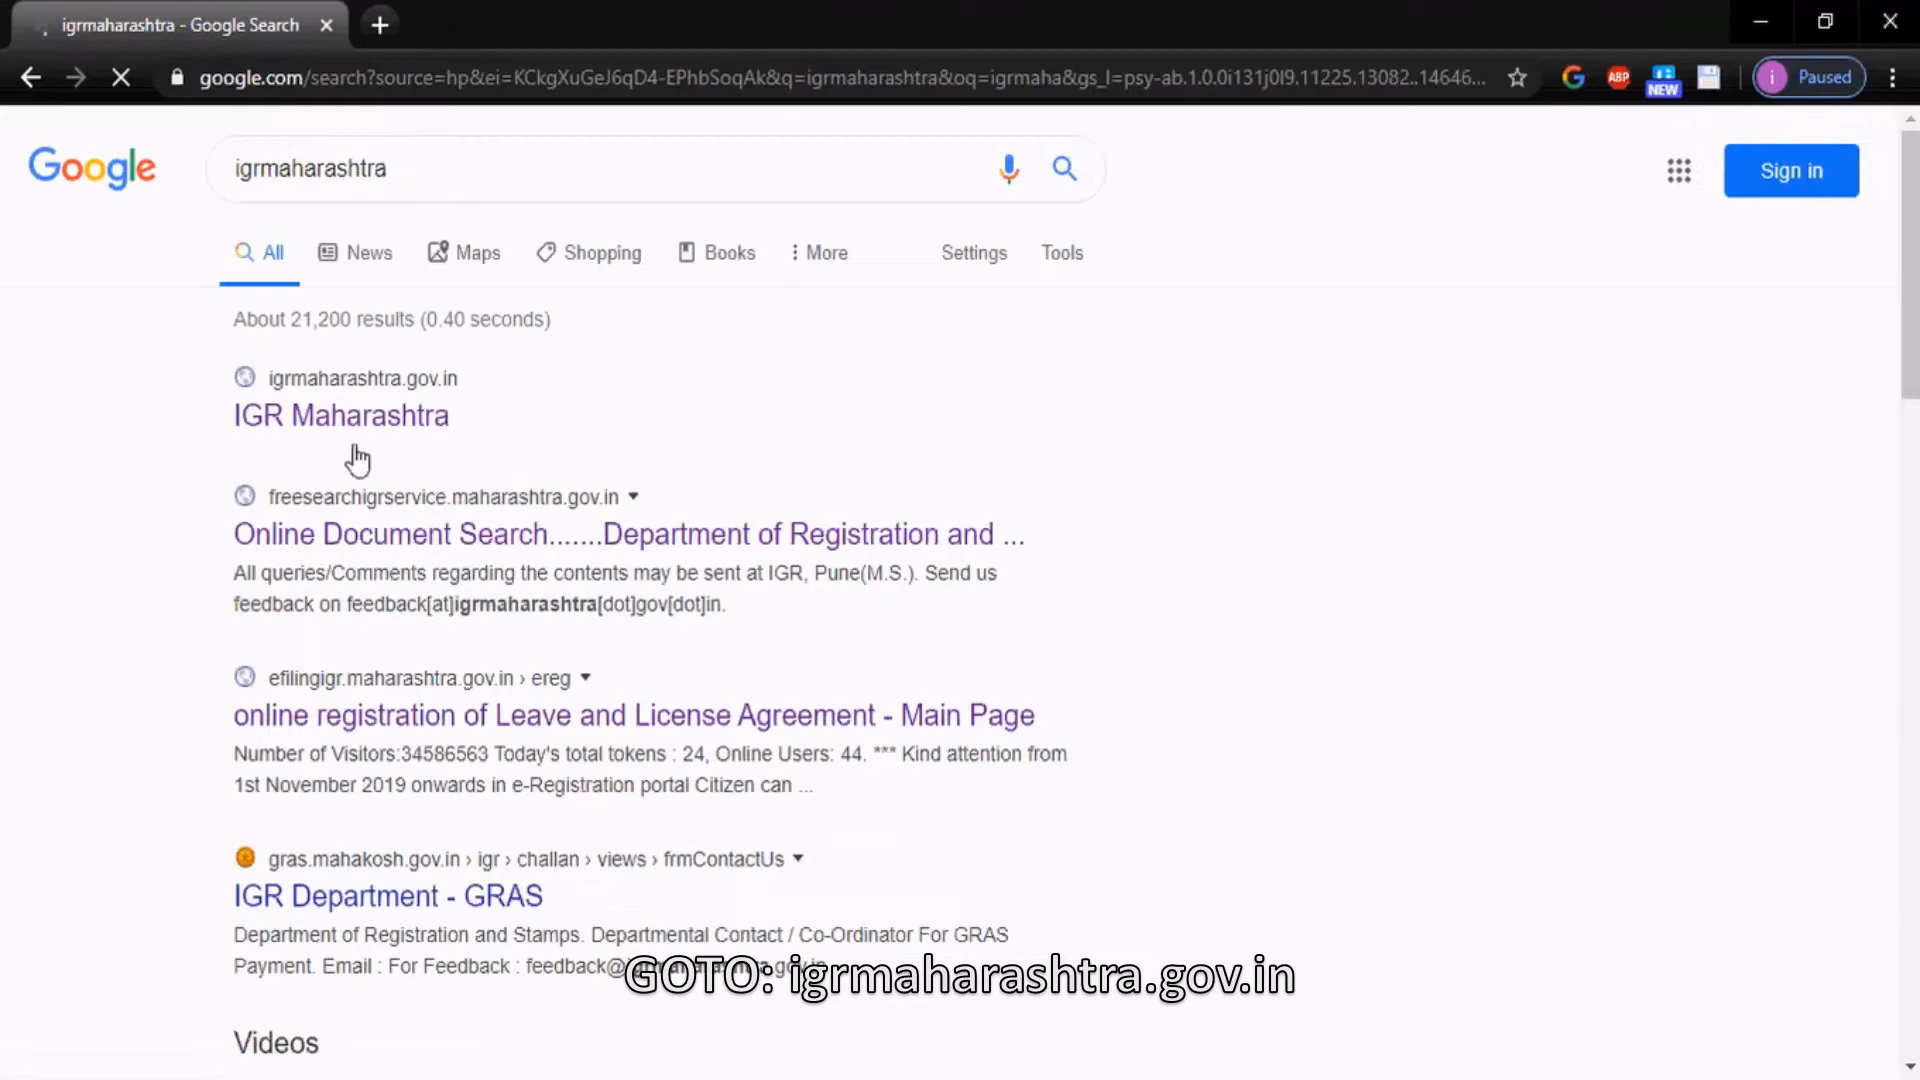 igrmaharashtra - Google Search
google.com/search?source=hp&ei=KCkgXuGeJ6qD4-EPhbSoqAk&q=igrmaharashtra&oq=igrmaha&gs_l=psy-ab.1.0.0i131j0l9.11225.13082..14646...
ABP
NEW
i Paused
Google
igrmaharashtra
Sign in
All News Maps Shopping Books More Settings Tools
About 21,200 results (0.40 seconds)
igrmaharashtra.gov.in
IGR Maharashtra
freesearchigrservice.maharashtra.gov.in
Online Document Search.......Department of Registration and ...
All queries/Comments regarding the contents may be sent at IGR, Pune(M.S.). Send us
feedback on feedback[at]igrmaharashtra[dot]gov[dot]in.
efilingigr.maharashtra.gov.in › ereg
online registration of Leave and License Agreement - Main Page
Number of Visitors:34586563 Today's total tokens : 24, Online Users: 44. *** Kind attention from
1st November 2019 onwards in e-Registration portal Citizen can ...
gras.mahakosh.gov.in › igr › challan › views › frmContactUs
IGR Department - GRAS
Department of Registration and Stamps. Departmental Contact / Co-Ordinator For GRAS
Payment. Email : For Feedback : feedback@igrmaharashtra.gov.in
GOTO: igrmaharashtra.gov.in
Videos